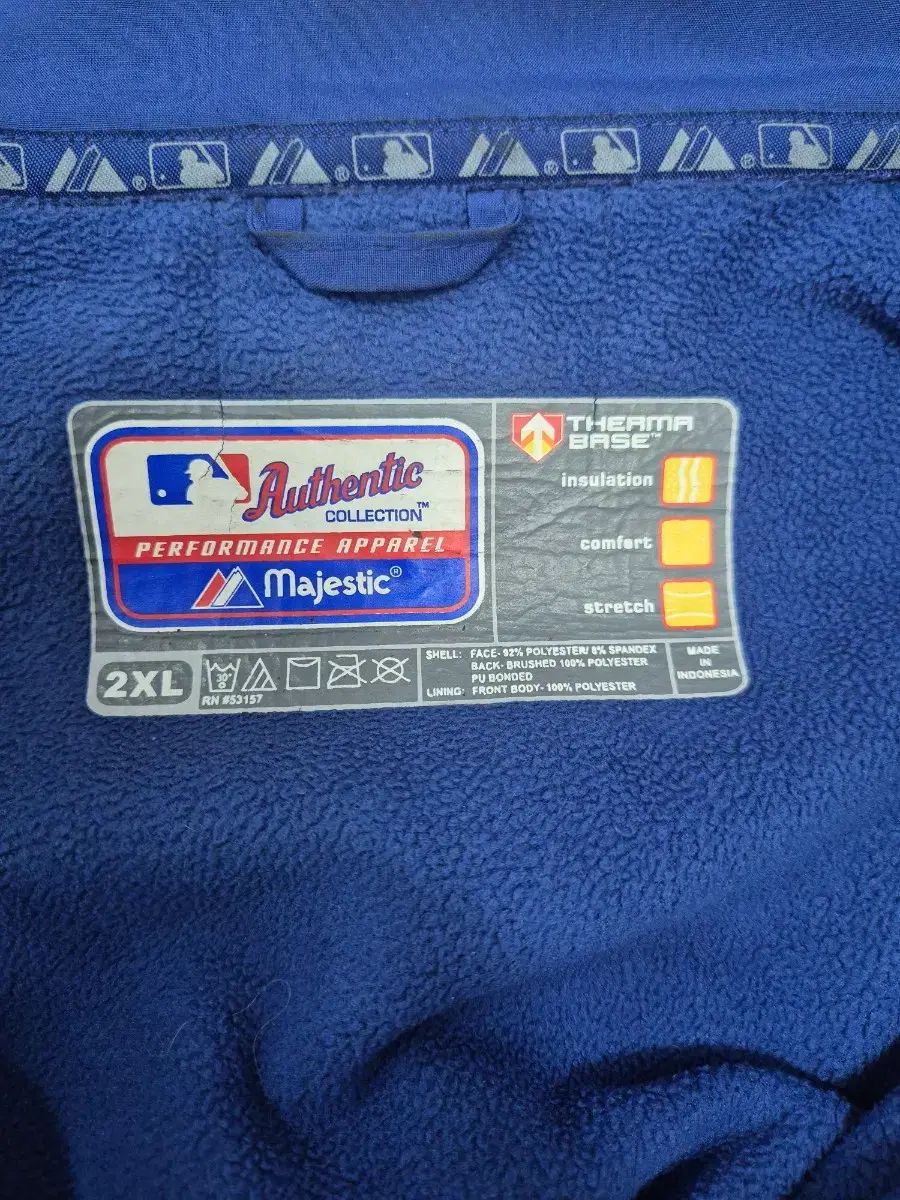 Authentic
COLLECTION™
PERFORMANCE APPAREL
Majestic®
THERMA
BASE™
insulation
comfort
stretch
2XL
30°
RN #53157
SHELL: FACE- 92% POLYESTER/ 8% SPANDEX
BACK- BRUSHED 100% POLYESTER
PU BONDED
LINING: FRONT BODY- 100% POLYESTER
MADE
IN
INDONESIA